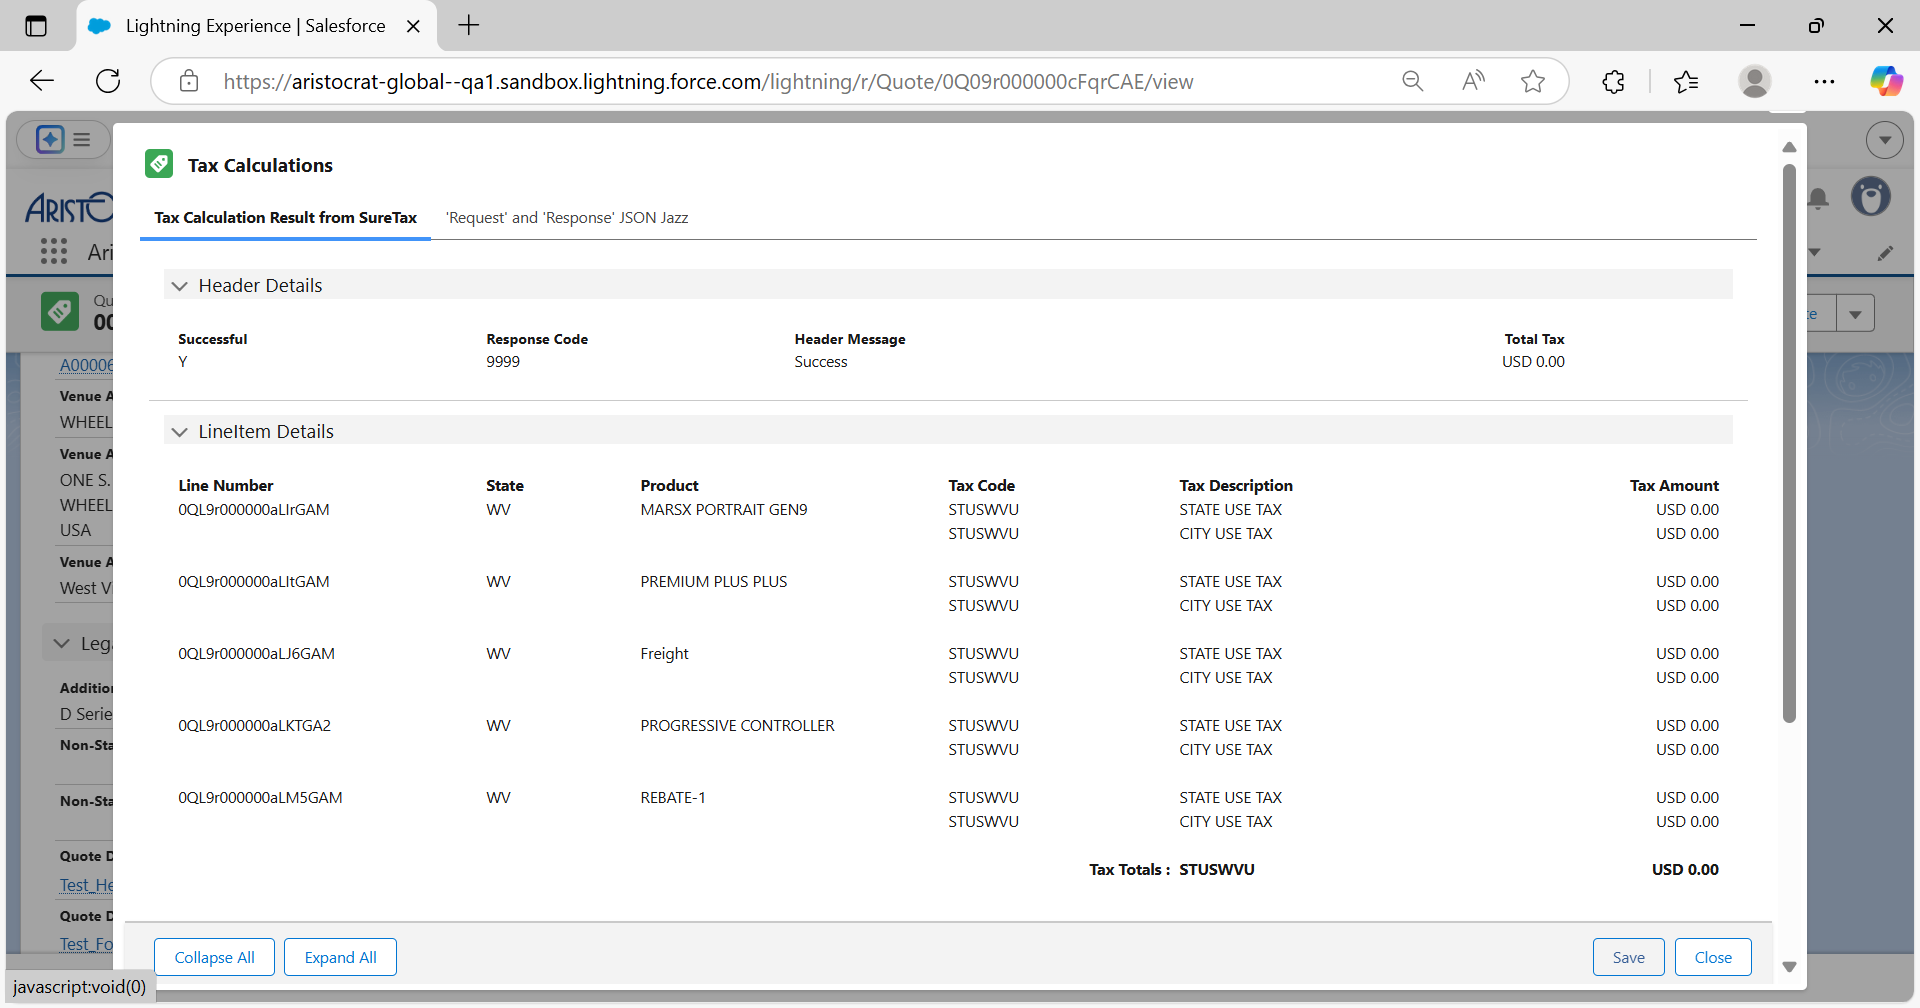 Lightning Experience | Salesforce
https://aristocrat-global--qa1.sandbox.lightning.force.com/lightning/r/Quote/0Q09r000000cFqrCAE/view
Tax Calculations
Tax Calculation Result from SureTax 'Request' and 'Response' JSON Jazz
Header Details
Successful Response Code Header Message Total Tax
Y 9999 Success USD 0.00
LineItem Details
Line Number State Product Tax Code Tax Description Tax Amount
0QL9r000000aLIrGAM WV MARSX PORTRAIT GEN9 STUSWVU STATE USE TAX USD 0.00
STUSWVU CITY USE TAX USD 0.00
0QL9r000000aLItGAM WV PREMIUM PLUS PLUS STUSWVU STATE USE TAX USD 0.00
STUSWVU CITY USE TAX USD 0.00
0QL9r000000aLJ6GAM WV Freight STUSWVU STATE USE TAX USD 0.00
STUSWVU CITY USE TAX USD 0.00
0QL9r000000aLKTGA2 WV PROGRESSIVE CONTROLLER STUSWVU STATE USE TAX USD 0.00
STUSWVU CITY USE TAX USD 0.00
0QL9r000000aLM5GAM WV REBATE-1 STUSWVU STATE USE TAX USD 0.00
STUSWVU CITY USE TAX USD 0.00
Tax Totals : STUSWVU USD 0.00
Collapse All Expand All Save Close
ARISTO
Ari
Qu
00
A00006
Venue A
WHEEL
Venue A
ONE S.
WHEEL
USA
Venue A
West Vi
Leg
Additio
D Serie
Non-Sta
Non-Sta
Quote D
Test_He
Quote D
Test_Fo
javascript:void(0)